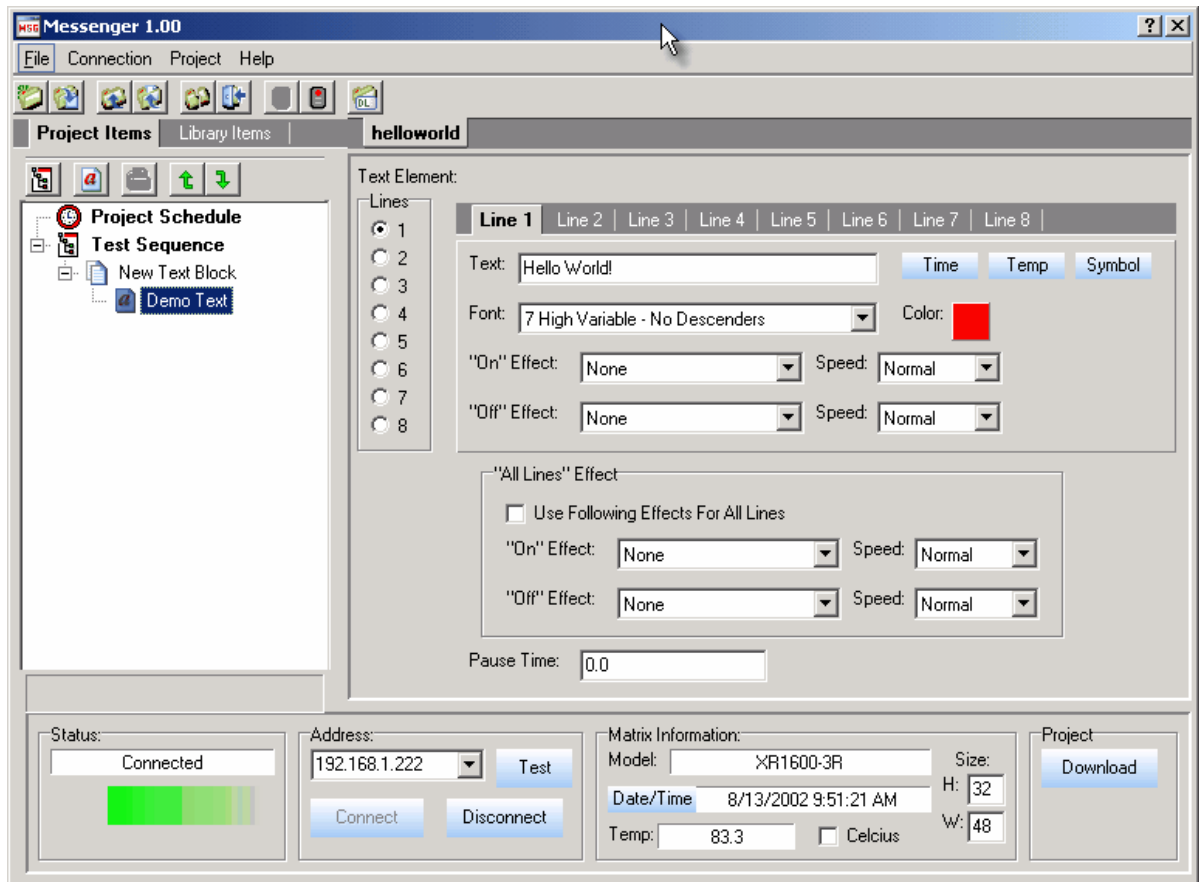 MSG Messenger 1.00
File Connection Project Help
DL
Project Items Library Items helloworld
Text Element:
Lines
1
2
3
4
5
6
7
8
Line 1 Line 2 Line 3 Line 4 Line 5 Line 6 Line 7 Line 8
Text: Hello World! Time Temp Symbol
Font: 7 High Variable - No Descenders Color:
"On" Effect: None Speed: Normal
"Off" Effect: None Speed: Normal
Project Schedule
Test Sequence
New Text Block
a Demo Text
"All Lines" Effect
Use Following Effects For All Lines
"On" Effect: None Speed: Normal
"Off" Effect: None Speed: Normal
Pause Time: 0.0
Status:
Connected
Address:
192.168.1.222 Test
Connect Disconnect
Matrix Information:
Model: XR1600-3R
Date/Time 8/13/2002 9:51:21 AM
Temp: 83.3 Celcius
Size:
H: 32
W: 48
Project
Download